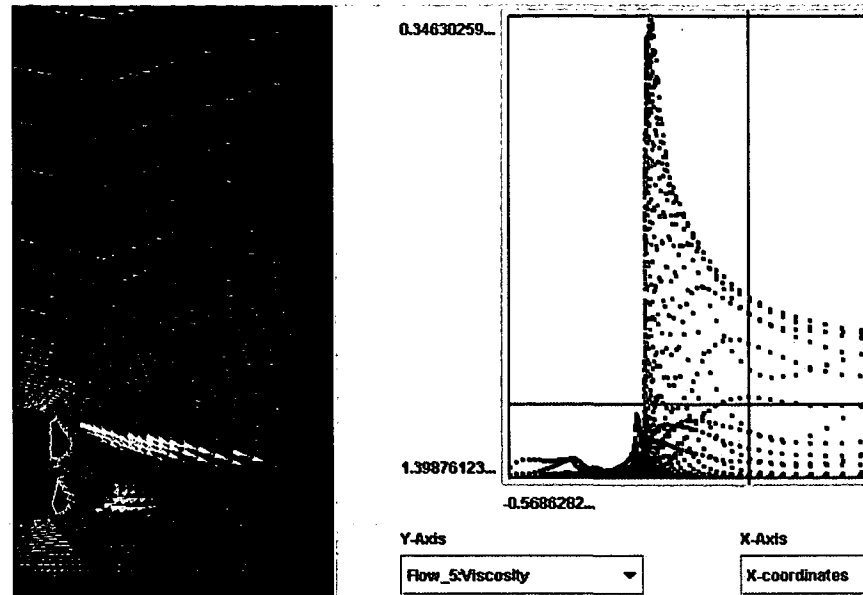 0.34630259...
1.39876123...
-0.5686282...
Y-Axis
X-Axis
Flow_5:Viscosity
X-coordinates